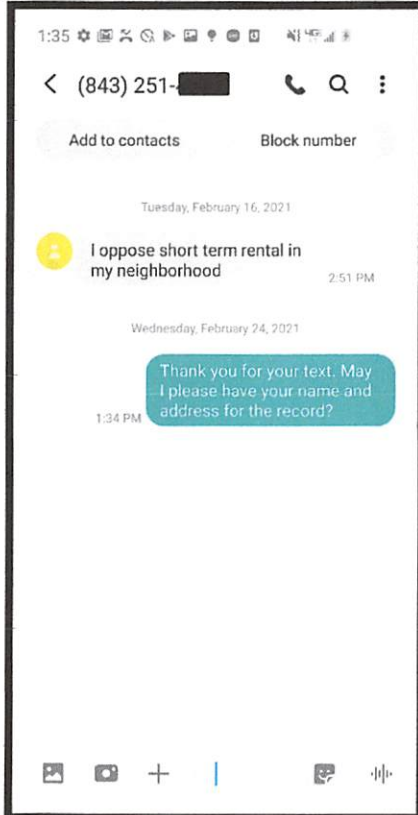 1:35
(843) 251-
Add to contacts
Block number
Tuesday, February 16, 2021
I oppose short term rental in
my neighborhood
2:51 PM
Wednesday, February 24, 2021
Thank you for your text. May
I please have your name and
address for the record?
1:34 PM